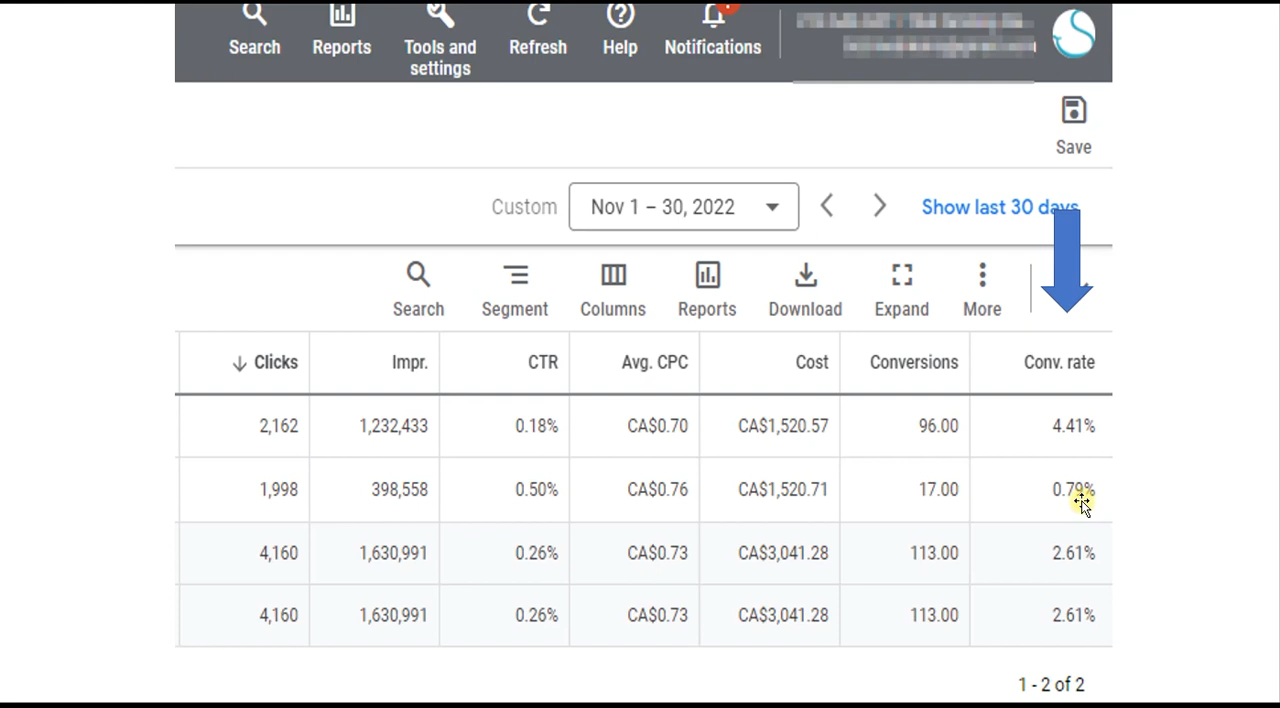 Search Reports Tools and settings Refresh Help Notifications
Save
Custom Nov 1 – 30, 2022 Show last 30 days
Search Segment Columns Reports Download Expand More
Clicks Impr. CTR Avg. CPC Cost Conversions Conv. rate
2,162 1,232,433 0.18% CA$0.70 CA$1,520.57 96.00 4.41%
1,998 398,558 0.50% CA$0.76 CA$1,520.71 17.00 0.79%
4,160 1,630,991 0.26% CA$0.73 CA$3,041.28 113.00 2.61%
4,160 1,630,991 0.26% CA$0.73 CA$3,041.28 113.00 2.61%
1 - 2 of 2